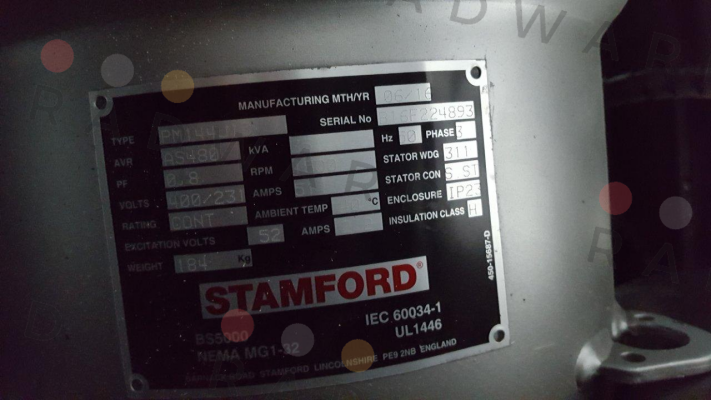 MANUFACTURING MTH/YR 06/16
SERIAL No
TYPE
AVR AS480 kVA Hz PHASE 3
PF 0.8 RPM STATOR WDG 311
VOLTS 400/231 AMPS STATOR CON
RATING CONT AMBIENT TEMP °C ENCLOSURE IP23
EXCITATION VOLTS 52 AMPS INSULATION CLASS H
WEIGHT 184 Kg
STAMFORD®
BS5000 IEC 60034-1
NEMA MG1-32 UL1446
BARNACK ROAD STAMFORD LINCOLNSHIRE PE9 2NB ENGLAND
450-15687-D
RADWAR